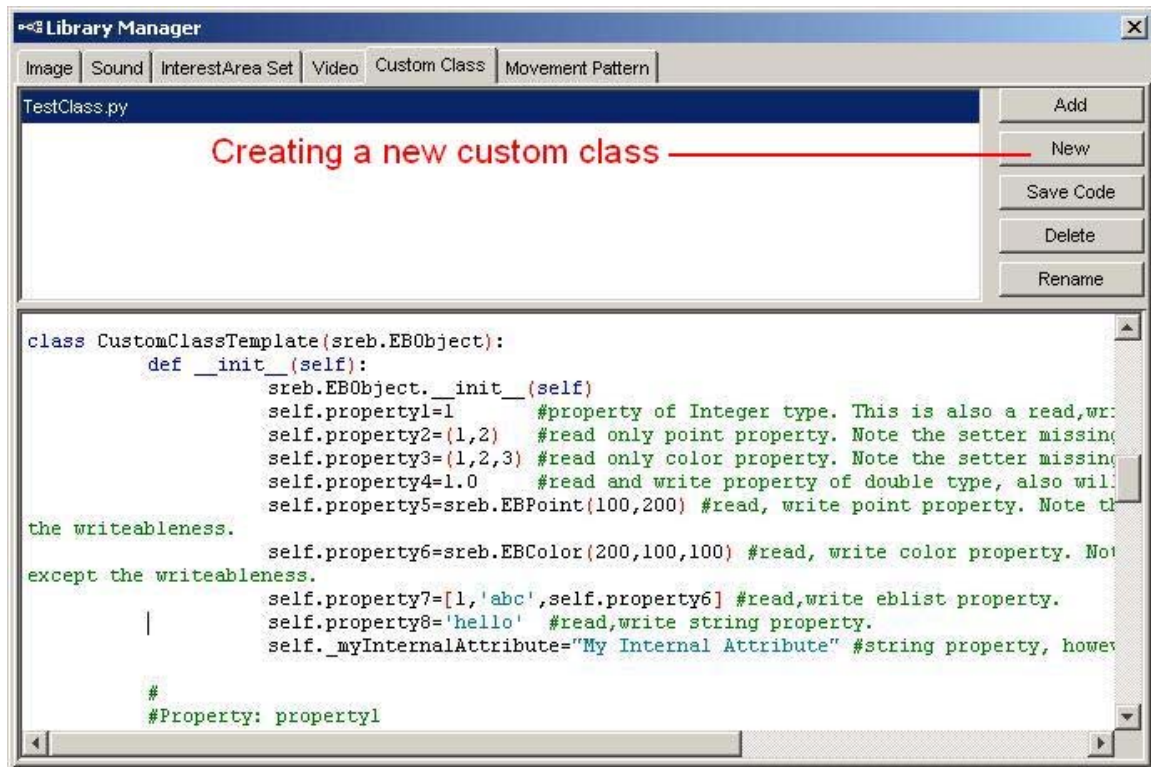 Library Manager
Image Sound InterestArea Set Video Custom Class Movement Pattern
TestClass.py
Add
Creating a new custom class
New
Save Code
Delete
Rename
class CustomClassTemplate(sreb.EBObject):
def __init__(self):
sreb.EBObject.__init__(self)
self.property1=1 #property of Integer type. This is also a read,wri
self.property2=(1,2) #read only point property. Note the setter missing
self.property3=(1,2,3) #read only color property. Note the setter missing
self.property4=1.0 #read and write property of double type, also wil
self.property5=sreb.EBPoint(100,200) #read, write point property. Note th
the writeableness.
self.property6=sreb.EBColor(200,100,100) #read, write color property. Not
except the writeableness.
self.property7=[1,'abc',self.property6] #read,write eblist property.
self.property8='hello' #read,write string property.
self._myInternalAttribute="My Internal Attribute" #string property, howev
#
#Property: property1